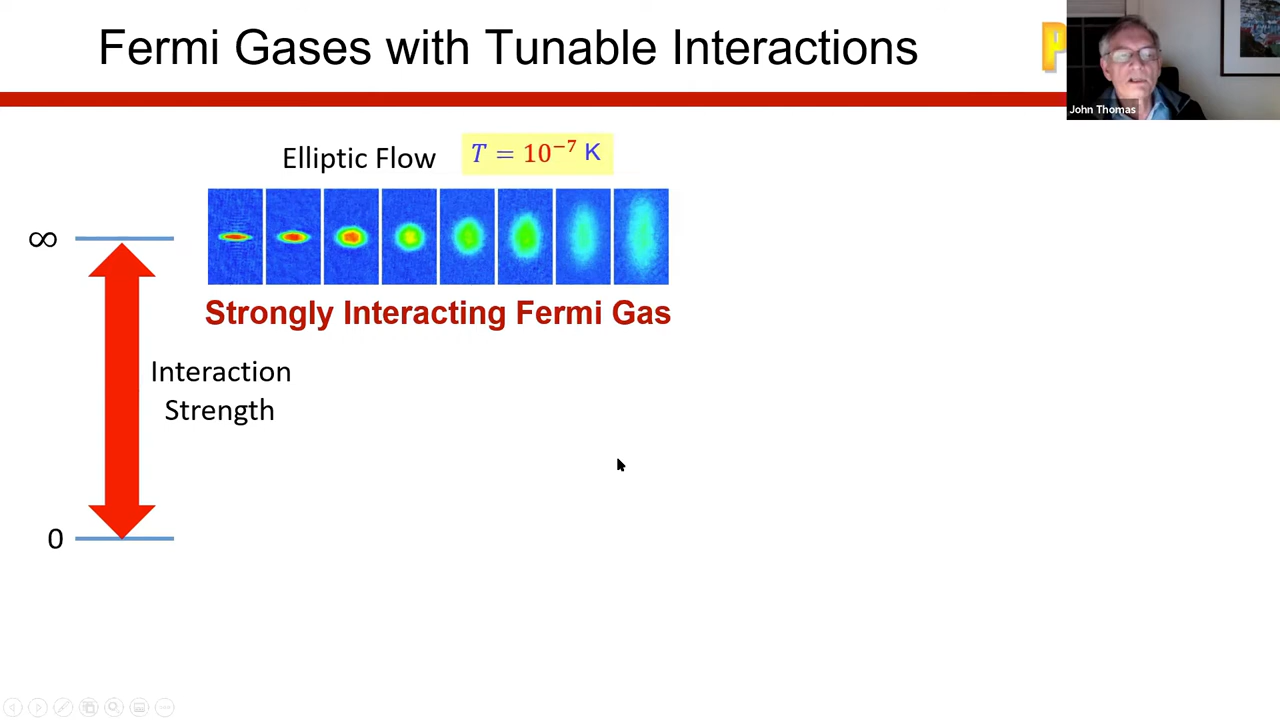 Fermi Gases with Tunable Interactions
P
John Thomas
Elliptic Flow
T = 10⁻⁷ K
∞
Strongly Interacting Fermi Gas
Interaction
Strength
0